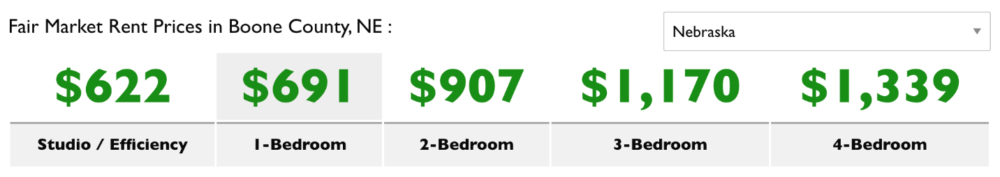 Fair Market Rent Prices in Boone County, NE :
Nebraska
$622 $691 $907 $1,170 $1,339
Studio / Efficiency 1-Bedroom 2-Bedroom 3-Bedroom 4-Bedroom